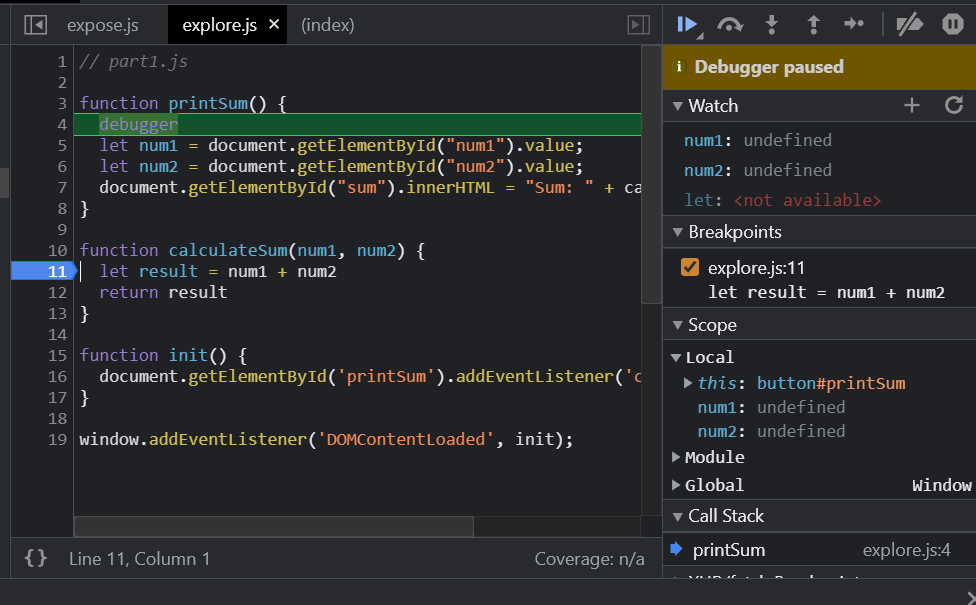 expose.js explore.js × (index)
1 // part1.js
2
3 function printSum() {
4 debugger
5 let num1 = document.getElementById("num1").value;
6 let num2 = document.getElementById("num2").value;
7 document.getElementById("sum").innerHTML = "Sum: " + ca
8 }
9
10 function calculateSum(num1, num2) {
11 let result = num1 + num2
12 return result
13 }
14
15 function init() {
16 document.getElementById('printSum').addEventListener('c
17 }
18
19 window.addEventListener('DOMContentLoaded', init);
{} Line 11, Column 1 Coverage: n/a
Debugger paused
Watch
num1: undefined
num2: undefined
let: <not available>
Breakpoints
explore.js:11
let result = num1 + num2
Scope
Local
this: button#printSum
num1: undefined
num2: undefined
Module
Global Window
Call Stack
printSum explore.js:4